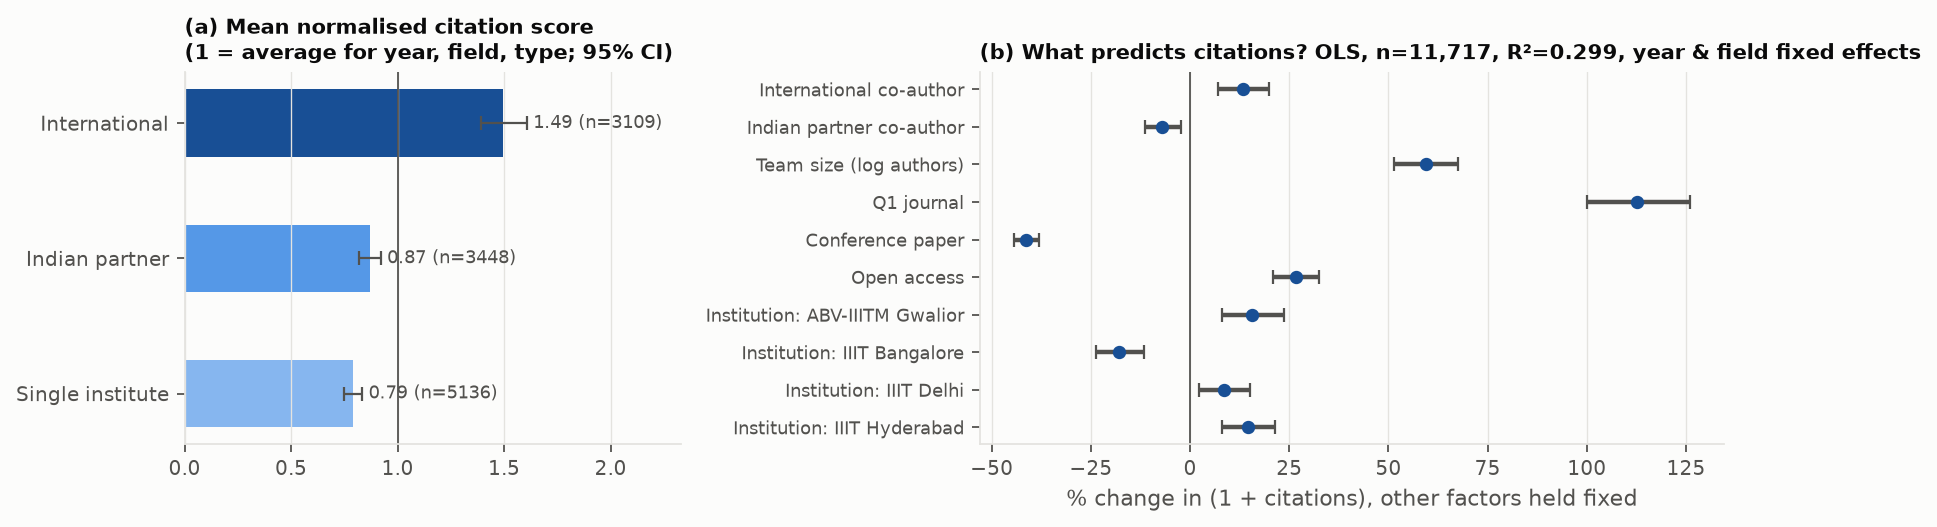 (a) Mean normalised citation score
(1 = average for year, field, type; 95% CI)
International
1.49 (n=3109)
Indian partner
0.87 (n=3448)
Single institute
0.79 (n=5136)
0.0 0.5 1.0 1.5 2.0
(b) What predicts citations? OLS, n=11,717, R²=0.299, year & field fixed effects
International co-author
Indian partner co-author
Team size (log authors)
Q1 journal
Conference paper
Open access
Institution: ABV-IIITM Gwalior
Institution: IIIT Bangalore
Institution: IIIT Delhi
Institution: IIIT Hyderabad
−50 −25 0 25 50 75 100 125
% change in (1 + citations), other factors held fixed